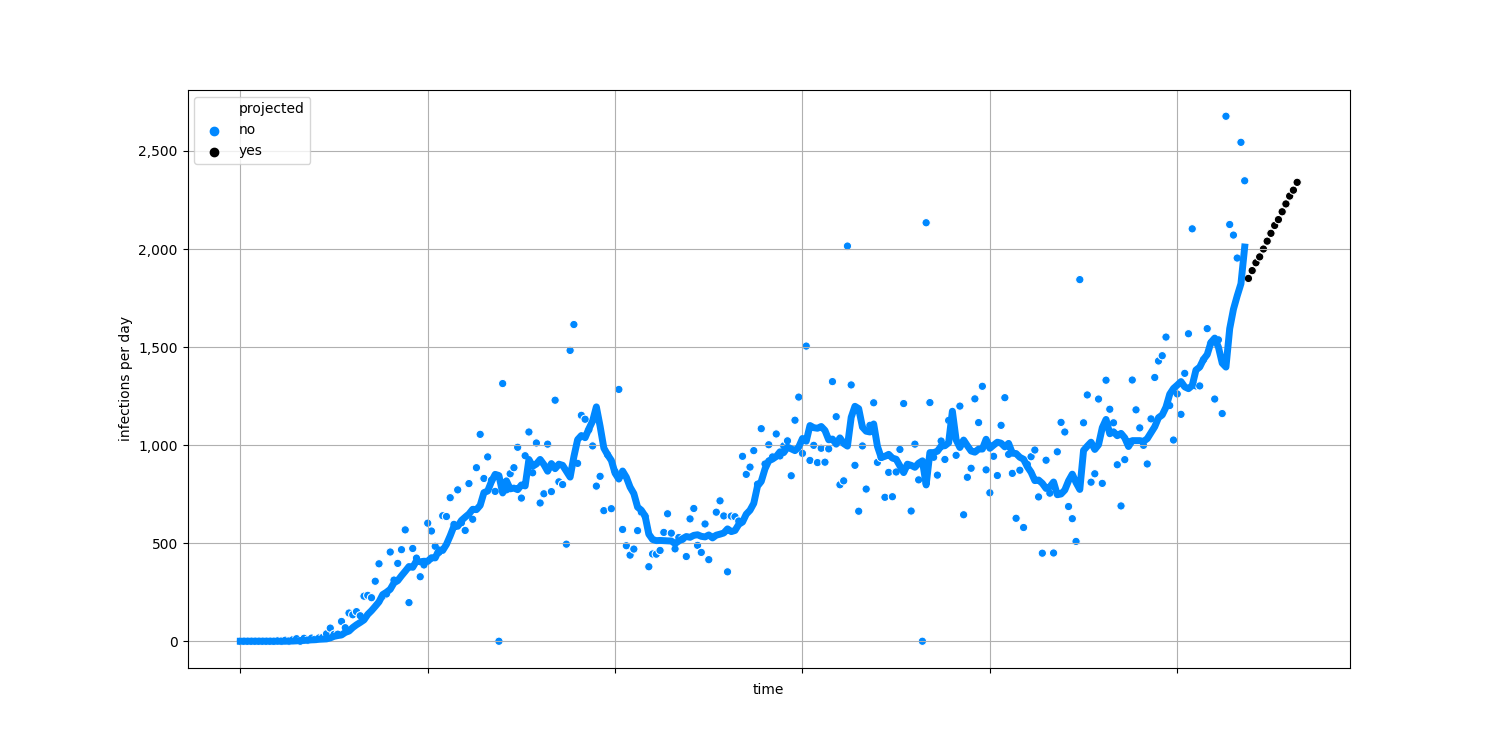 projected
no
yes
2,500
2,000
1,500
1,000
500
0
infections per day
time